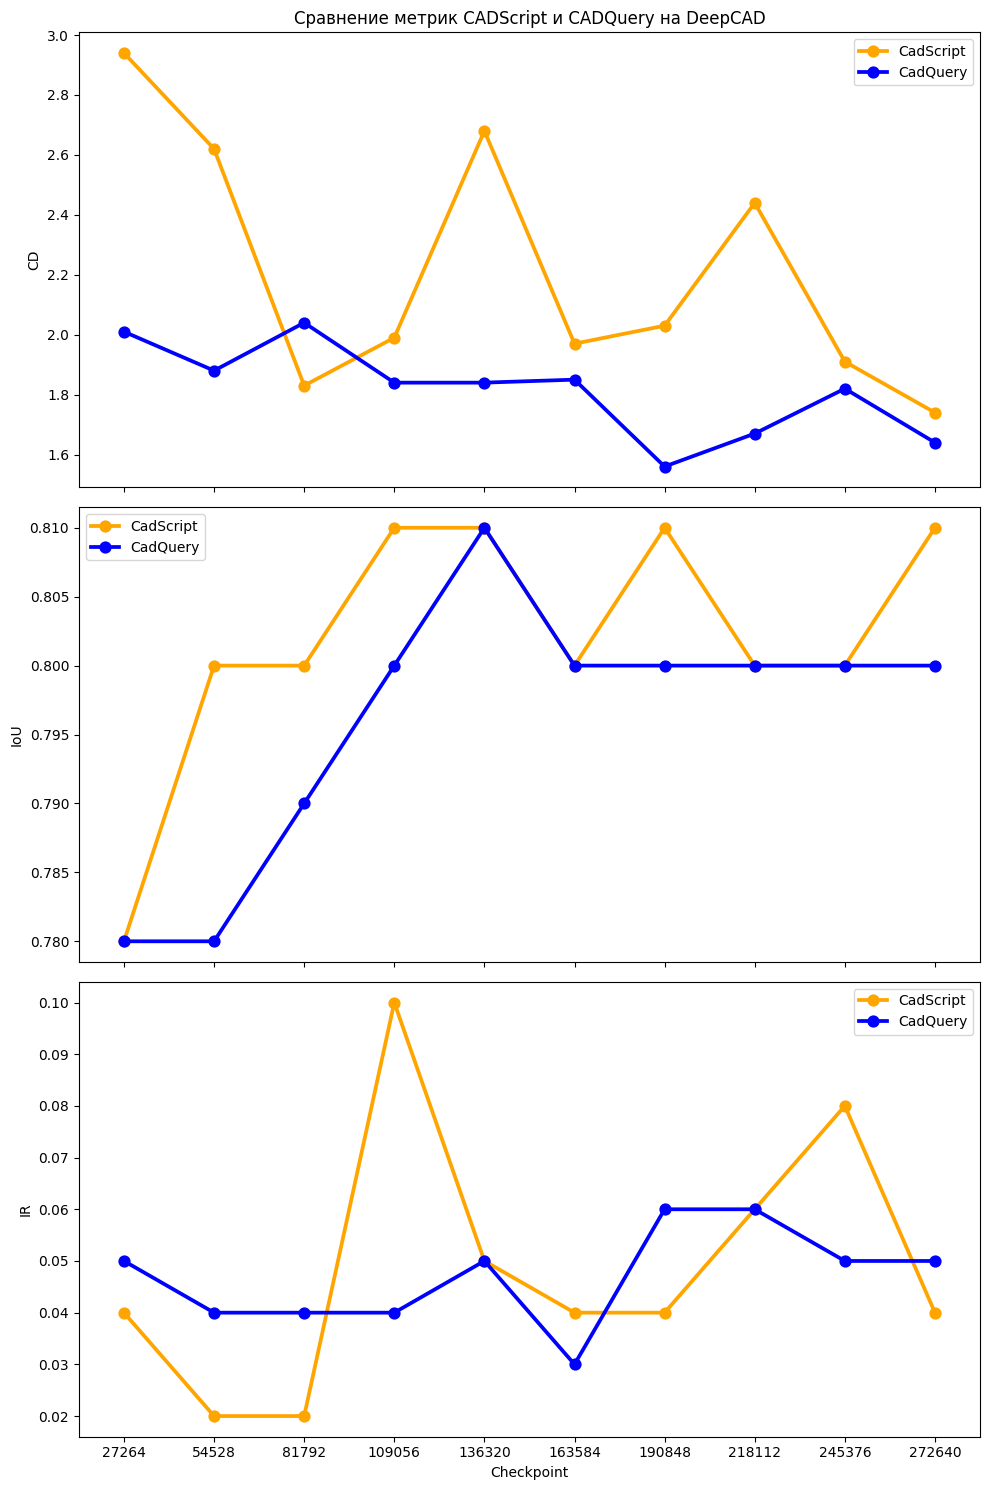 Сравнение метрик CADScript и CADQuery на DeepCAD
3.0
2.8
2.6
2.4
2.2
2.0
1.8
1.6
CD
CadScript
CadQuery
0.810
0.805
0.800
0.795
0.790
0.785
0.780
IoU
CadScript
CadQuery
0.10
0.09
0.08
0.07
0.06
0.05
0.04
0.03
0.02
IR
CadScript
CadQuery
27264 54528 81792 109056 136320 163584 190848 218112 245376 272640
Checkpoint